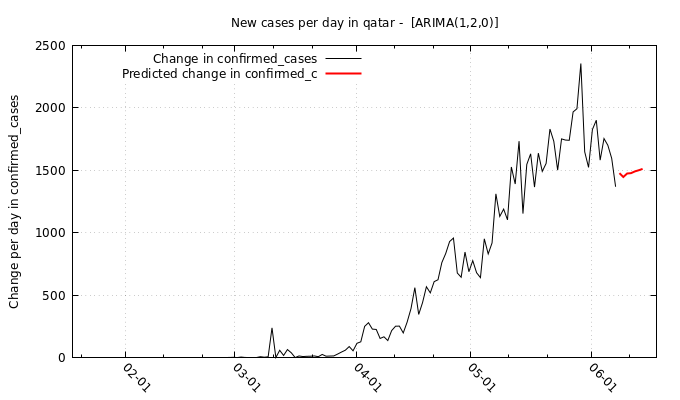 New cases per day in qatar -  [ARIMA(1,2,0)]
Change in confirmed_cases
Predicted change in confirmed_c
Change per day in confirmed_cases
2500
2000
1500
1000
500
0
02-01
03-01
04-01
05-01
06-01